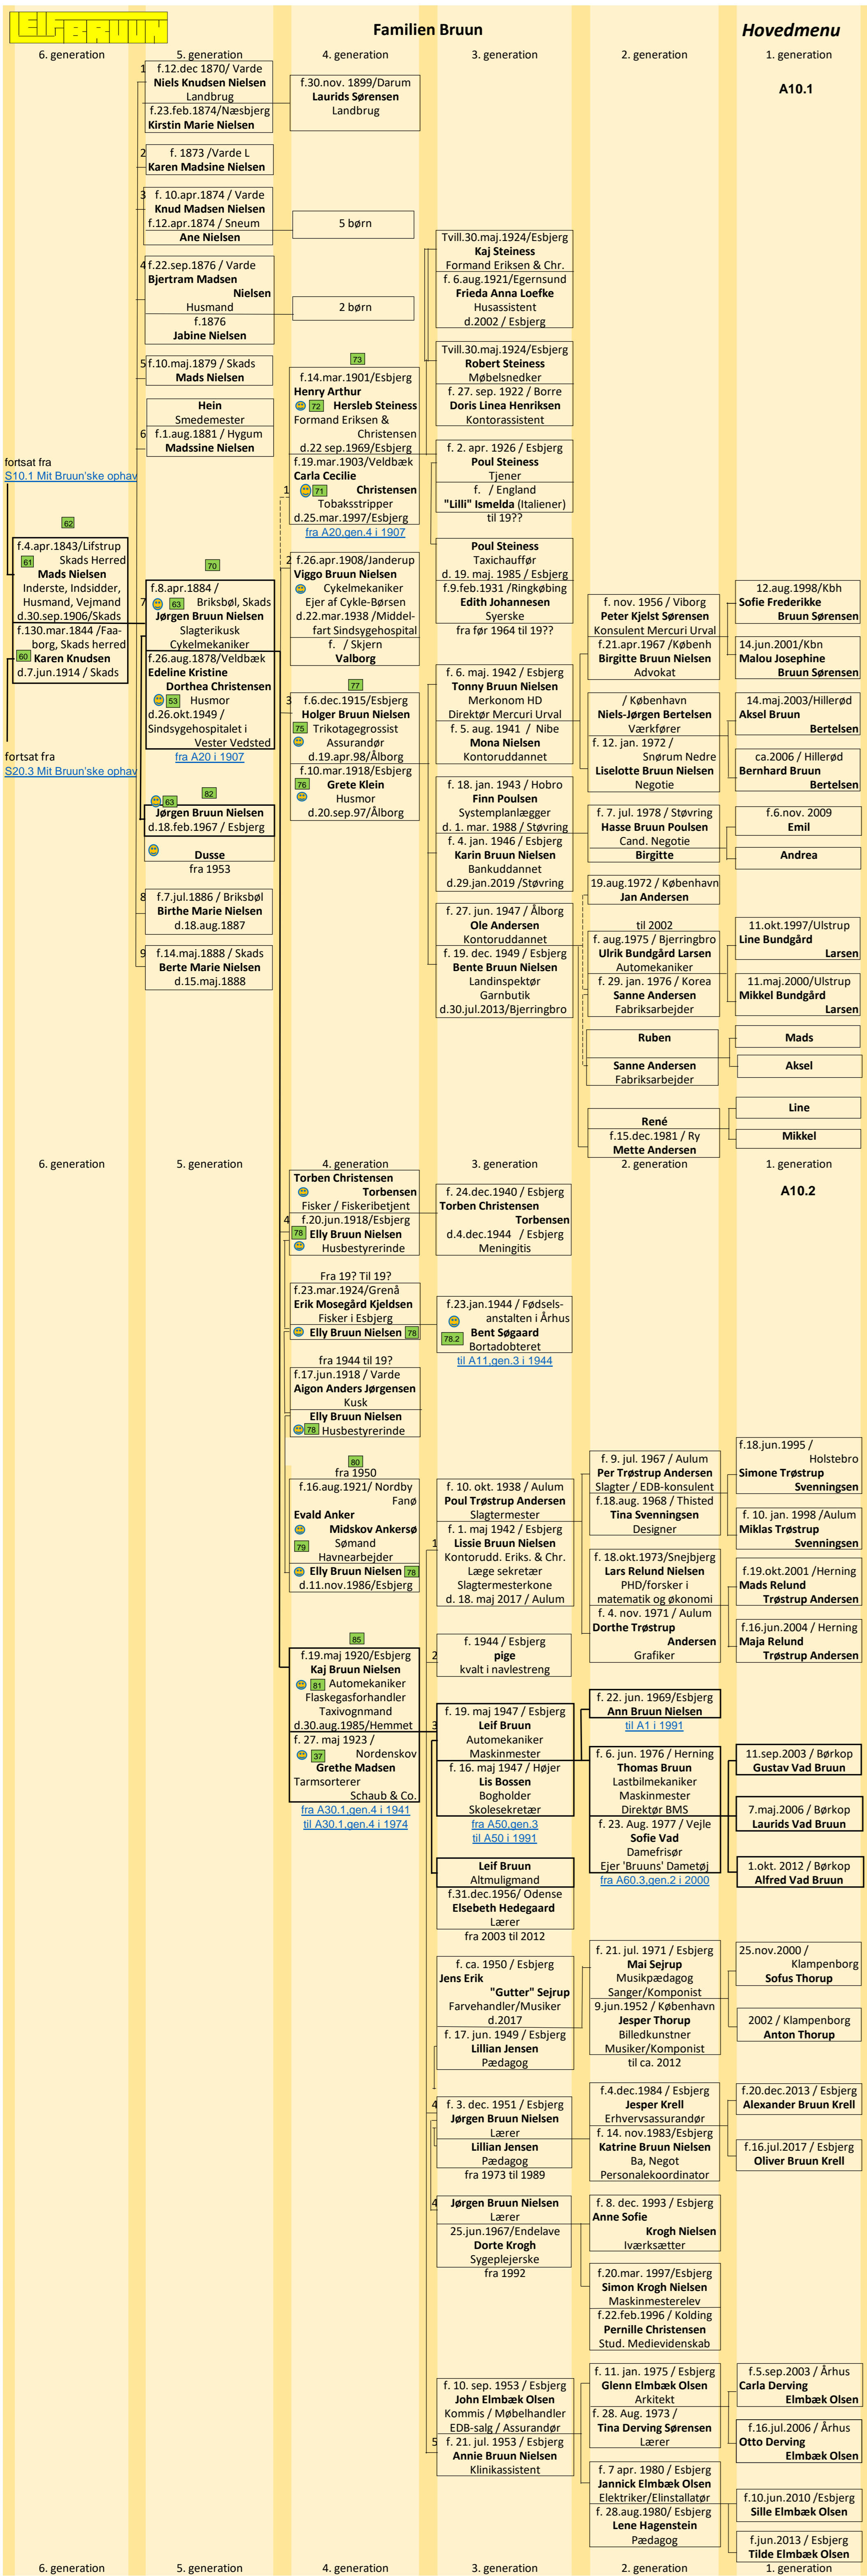 LEIF BRUUN
Familien Bruun
Hovedmenu
6. generation
5. generation
4. generation
3. generation
2. generation
1. generation
A10.1
fortsat fra
S10.1 Mit Bruun'ske ophav
62
f.4.apr.1843/Lifstrup
61 Skads Herred
Mads Nielsen
Inderste, Indsidder,
Husmand, Vejmand
d.30.sep.1906/Skads
f.130.mar.1844 /Faa-
borg, Skads herred
60 Karen Knudsen
d.7.jun.1914 / Skads
fortsat fra
S20.3 Mit Bruun'ske ophav
1 f.12.dec 1870/ Varde
Niels Knudsen Nielsen
Landbrug
f.23.feb.1874/Næsbjerg
Kirstin Marie Nielsen
2 f. 1873 /Varde L
Karen Madsine Nielsen
3 f. 10.apr.1874 / Varde
Knud Madsen Nielsen
f.12.apr.1874 / Sneum
Ane Nielsen
4 f.22.sep.1876 / Varde
Bjertram Madsen
Nielsen
Husmand
f.1876
Jabine Nielsen
5 f.10.maj.1879 / Skads
Mads Nielsen
Hein
Smedemester
6 f.1.aug.1881 / Hygum
Madssine Nielsen
70
f.8.apr.1884 /
7 63 Briksbøl, Skads
Jørgen Bruun Nielsen
Slagterikusk
Cykelmekaniker
f.26.aug.1878/Veldbæk
Edeline Kristine
Dorthea Christensen
53 Husmor
d.26.okt.1949 /
Sindsygehospitalet i
Vester Vedsted
fra A20 i 1907
82
63
Jørgen Bruun Nielsen
d.18.feb.1967 / Esbjerg
Dusse
fra 1953
8 f.7.jul.1886 / Briksbøl
Birthe Marie Nielsen
d.18.aug.1887
9 f.14.maj.1888 / Skads
Berte Marie Nielsen
d.15.maj.1888
f.30.nov. 1899/Darum
Laurids Sørensen
Landbrug
5 børn
2 børn
73
f.14.mar.1901/Esbjerg
Henry Arthur
72 Hersleb Steiness
Formand Eriksen &
Christensen
d.22 sep.1969/Esbjerg
f.19.mar.1903/Veldbæk
Carla Cecilie
1 71 Christensen
Tobaksstripper
d.25.mar.1997/Esbjerg
fra A20,gen.4 i 1907
2 f.26.apr.1908/Janderup
Viggo Bruun Nielsen
Cykelmekaniker
Ejer af Cykle-Børsen
d.22.mar.1938 /Middel-
fart Sindsygehospital
f. / Skjern
Valborg
77
3 f.6.dec.1915/Esbjerg
Holger Bruun Nielsen
75 Trikotagegrossist
Assurandør
d.19.apr.98/Ålborg
f.10.mar.1918/Esbjerg
76 Grete Klein
Husmor
d.20.sep.97/Ålborg
Tvill.30.maj.1924/Esbjerg
Kaj Steiness
Formand Eriksen & Chr.
f. 6.aug.1921/Egernsund
Frieda Anna Loefke
Husassistent
d.2002 / Esbjerg
Tvill.30.maj.1924/Esbjerg
Robert Steiness
Møbelsnedker
f. 27. sep. 1922 / Borre
Doris Linea Henriksen
Kontorassistent
f. 2. apr. 1926 / Esbjerg
Poul Steiness
Tjener
f. / England
"Lilli" Ismelda (Italiener)
til 19??
Poul Steiness
Taxichauffør
d. 19. maj. 1985 / Esbjerg
f.9.feb.1931 /Ringkøbing
Edith Johannesen
Syerske
fra før 1964 til 19??
f. 6. maj. 1942 / Esbjerg
Tonny Bruun Nielsen
Merkonom HD
Direktør Mercuri Urval
f. 5. aug. 1941 / Nibe
Mona Nielsen
Kontoruddannet
f. 18. jan. 1943 / Hobro
Finn Poulsen
Systemplanlægger
d. 1. mar. 1988 / Støvring
f. 4. jan. 1946 / Esbjerg
Karin Bruun Nielsen
Bankuddannet
d.29.jan.2019 /Støvring
f. 27. jun. 1947 / Ålborg
Ole Andersen
Kontoruddannet
f. 19. dec. 1949 / Esbjerg
Bente Bruun Nielsen
Landinspektør
Garnbutik
d.30.jul.2013/Bjerringbro
f. nov. 1956 / Viborg
Peter Kjelst Sørensen
Konsulent Mercuri Urval
f.21.apr.1967 /Københ
Birgitte Bruun Nielsen
Advokat
/ København
Niels-Jørgen Bertelsen
Værkfører
f. 12. jan. 1972 /
Snørum Nedre
Liselotte Bruun Nielsen
Negotie
f. 7. jul. 1978 / Støvring
Hasse Bruun Poulsen
Cand. Negotie
Birgitte
19.aug.1972 / København
Jan Andersen
til 2002
f. aug.1975 / Bjerringbro
Ulrik Bundgård Larsen
Automekaniker
f. 29. jan. 1976 / Korea
Sanne Andersen
Fabriksarbejder
Ruben
Sanne Andersen
Fabriksarbejder
René
f.15.dec.1981 / Ry
Mette Andersen
12.aug.1998/Kbh
Sofie Frederikke
Bruun Sørensen
14.jun.2001/Kbn
Malou Josephine
Bruun Sørensen
14.maj.2003/Hillerød
Aksel Bruun
Bertelsen
ca.2006 / Hillerød
Bernhard Bruun
Bertelsen
f.6.nov. 2009
Emil
Andrea
11.okt.1997/Ulstrup
Line Bundgård
Larsen
11.maj.2000/Ulstrup
Mikkel Bundgård
Larsen
Mads
Aksel
Line
Mikkel
6. generation
5. generation
4. generation
3. generation
2. generation
1. generation
A10.2
Torben Christensen
Torbensen
Fisker / Fiskeribetjent
4 f.20.jun.1918/Esbjerg
78 Elly Bruun Nielsen
Husbestyrerinde
Fra 19? Til 19?
f.23.mar.1924/Grenå
Erik Mosegård Kjeldsen
Fisker i Esbjerg
Elly Bruun Nielsen 78
fra 1944 til 19?
f.17.jun.1918 / Varde
Aigon Anders Jørgensen
Kusk
Elly Bruun Nielsen
78 Husbestyrerinde
80
fra 1950
f.16.aug.1921/ Nordby
Fanø
Evald Anker
Midskov Ankersø
79 Sømand
Havnearbejder
Elly Bruun Nielsen 78
d.11.nov.1986/Esbjerg
85
f.19.maj 1920/Esbjerg
Kaj Bruun Nielsen
81 Automekaniker
Flaskegasforhandler
Taxivognmand
d.30.aug.1985/Hemmet
f. 27. maj 1923 /
37 Nordenskov
Grethe Madsen
Tarmsorterer
Schaub & Co.
fra A30.1,gen.4 i 1941
til A30.1,gen.4 i 1974
f. 24.dec.1940 / Esbjerg
Torben Christensen
Torbensen
d.4.dec.1944 / Esbjerg
Meningitis
f.23.jan.1944 / Fødsels-
anstalten i Århus
78.2 Bent Søgaard
Bortadobteret
til A11,gen.3 i 1944
f. 10. okt. 1938 / Aulum
Poul Trøstrup Andersen
Slagtermester
1 f. 1. maj 1942 / Esbjerg
Lissie Bruun Nielsen
Kontorudd. Eriks. & Chr.
Læge sekretær
Slagtermesterkone
d. 18. maj 2017 / Aulum
2 f. 1944 / Esbjerg
pige
kvalt i navlestreng
3 f. 19. maj 1947 / Esbjerg
Leif Bruun
Automekaniker
Maskinmester
f. 16. maj 1947 / Højer
Lis Bossen
Bogholder
Skolesekretær
fra A50,gen.3
til A50 i 1991
Leif Bruun
Altmuligmand
f.31.dec.1956/ Odense
Elsebeth Hedegaard
Lærer
fra 2003 til 2012
f. ca. 1950 / Esbjerg
Jens Erik
"Gutter" Sejrup
Farvehandler/Musiker
d.2017
f. 17. jun. 1949 / Esbjerg
Lillian Jensen
Pædagog
4 f. 3. dec. 1951 / Esbjerg
Jørgen Bruun Nielsen
Lærer
Lillian Jensen
Pædagog
fra 1973 til 1989
4 Jørgen Bruun Nielsen
Lærer
25.jun.1967/Endelave
Dorte Krogh
Sygeplejerske
fra 1992
f. 10. sep. 1953 / Esbjerg
John Elmbæk Olsen
Kommis / Møbelhandler
EDB-salg / Assurandør
5 f. 21. jul. 1953 / Esbjerg
Annie Bruun Nielsen
Klinikassistent
f. 9. jul. 1967 / Aulum
Per Trøstrup Andersen
Slagter / EDB-konsulent
f.18.aug. 1968 / Thisted
Tina Svenningsen
Designer
f. 18.okt.1973/Snejbjerg
Lars Relund Nielsen
PHD/forsker i
matematik og økonomi
f. 4. nov. 1971 / Aulum
Dorthe Trøstrup
Andersen
Grafiker
f. 22. jun. 1969/Esbjerg
Ann Bruun Nielsen
til A1 i 1991
f. 6. jun. 1976 / Herning
Thomas Bruun
Lastbilmekaniker
Maskinmester
Direktør BMS
f. 23. Aug. 1977 / Vejle
Sofie Vad
Damefrisør
Ejer 'Bruuns' Dametøj
fra A60.3,gen.2 i 2000
f. 21. jul. 1971 / Esbjerg
Mai Sejrup
Musikpædagog
Sanger/Komponist
9.jun.1952 / København
Jesper Thorup
Billedkunstner
Musiker/Komponist
til ca. 2012
f.4.dec.1984 / Esbjerg
Jesper Krell
Erhvervsassurandør
f. 14. nov.1983/Esbjerg
Katrine Bruun Nielsen
Ba, Negot
Personalekoordinator
f. 8. dec. 1993 / Esbjerg
Anne Sofie
Krogh Nielsen
Iværksætter
f.20.mar. 1997/Esbjerg
Simon Krogh Nielsen
Maskinmesterelev
f.22.feb.1996 / Kolding
Pernille Christensen
Stud. Medievidenskab
f. 11. jan. 1975 / Esbjerg
Glenn Elmbæk Olsen
Arkitekt
f. 28. Aug. 1973 /
Tina Derving Sørensen
Lærer
f. 7 apr. 1980 / Esbjerg
Jannick Elmbæk Olsen
Elektriker/Elinstallatør
f. 28.aug.1980/ Esbjerg
Lene Hagenstein
Pædagog
f.18.jun.1995 /
Holstebro
Simone Trøstrup
Svenningsen
f. 10. jan. 1998 /Aulum
Miklas Trøstrup
Svenningsen
f.19.okt.2001 /Herning
Mads Relund
Trøstrup Andersen
f.16.jun.2004 / Herning
Maja Relund
Trøstrup Andersen
11.sep.2003 / Børkop
Gustav Vad Bruun
7.maj.2006 / Børkop
Laurids Vad Bruun
1.okt. 2012 / Børkop
Alfred Vad Bruun
25.nov.2000 /
Klampenborg
Sofus Thorup
2002 / Klampenborg
Anton Thorup
f.20.dec.2013 / Esbjerg
Alexander Bruun Krell
f.16.jul.2017 / Esbjerg
Oliver Bruun Krell
f.5.sep.2003 / Århus
Carla Derving
Elmbæk Olsen
f.16.jul.2006 / Århus
Otto Derving
Elmbæk Olsen
f.10.jun.2010 /Esbjerg
Sille Elmbæk Olsen
f.jun.2013 / Esbjerg
Tilde Elmbæk Olsen
6. generation
5. generation
4. generation
3. generation
2. generation
1. generation